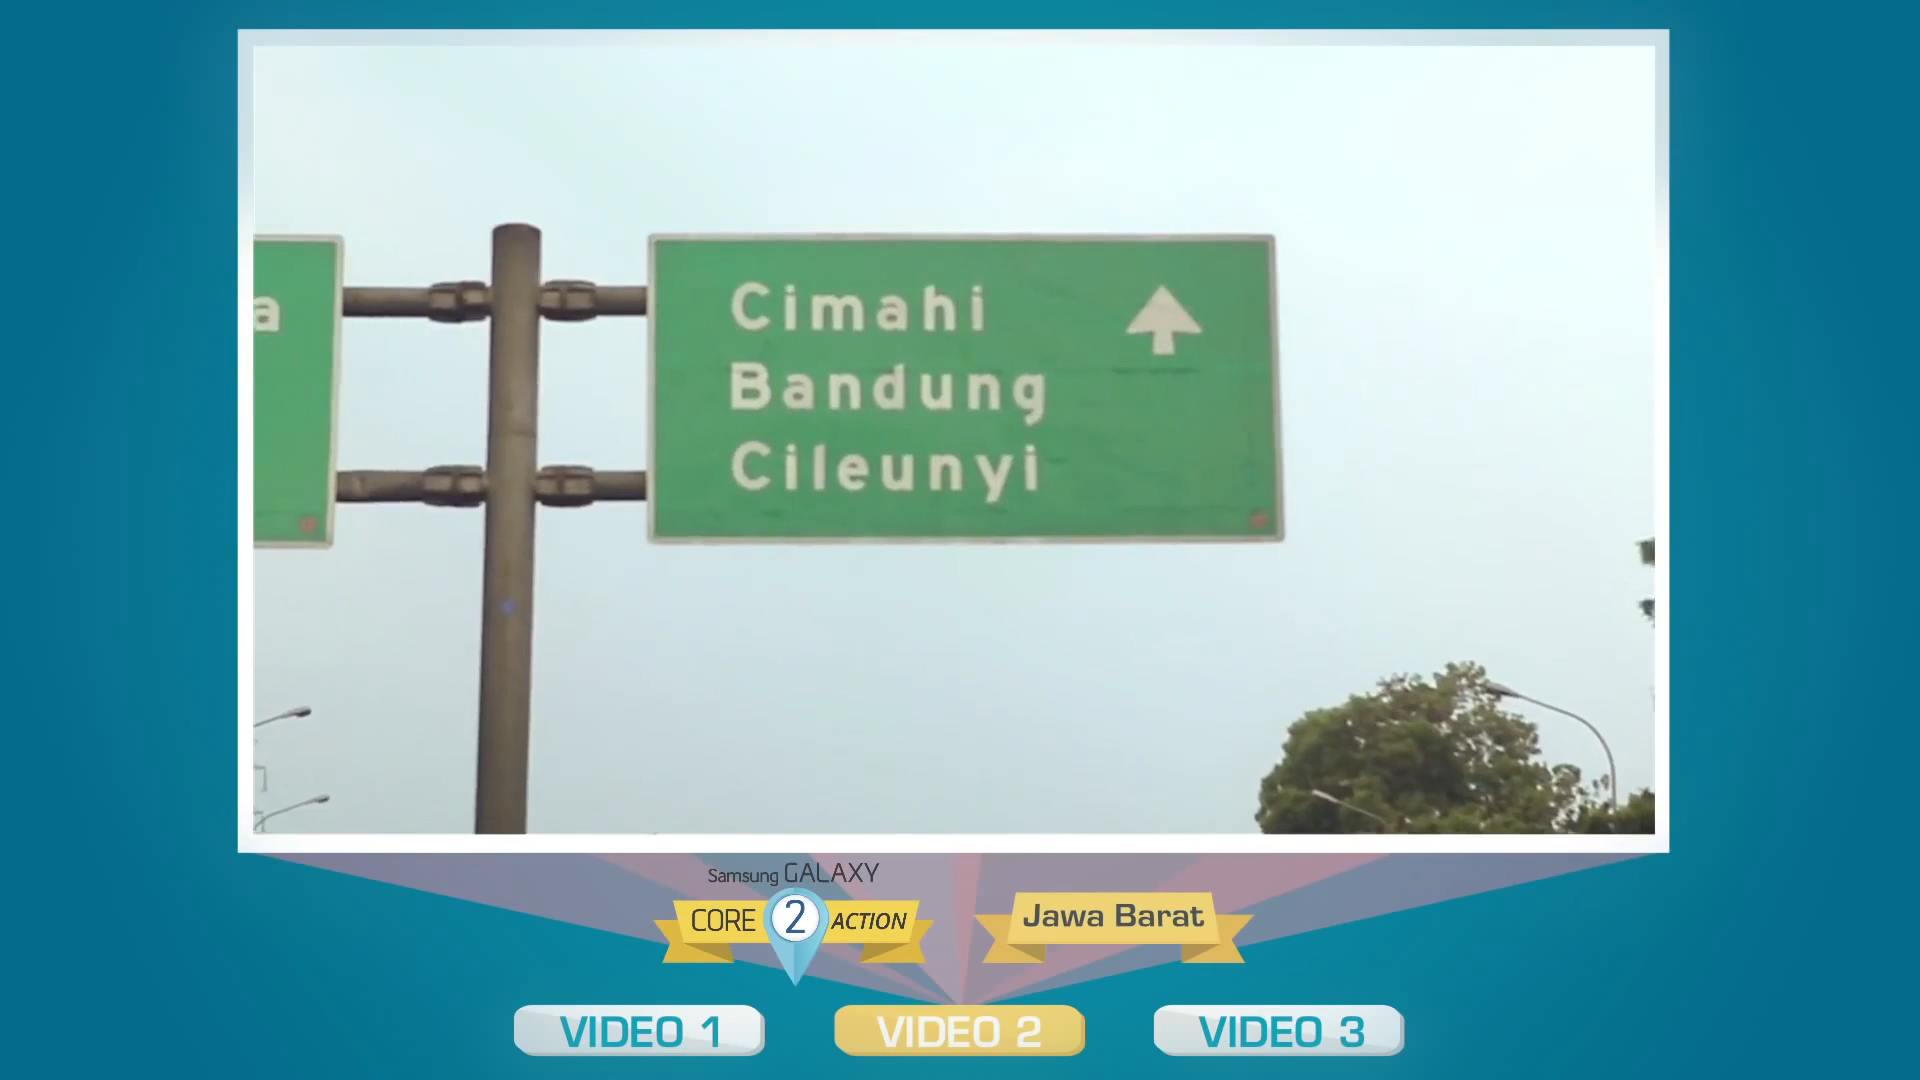 a
Cimahi
Bandung
Cileunyi
Samsung GALAXY
CORE 2 ACTION
Jawa Barat
VIDEO 1
VIDEO 2
VIDEO 3